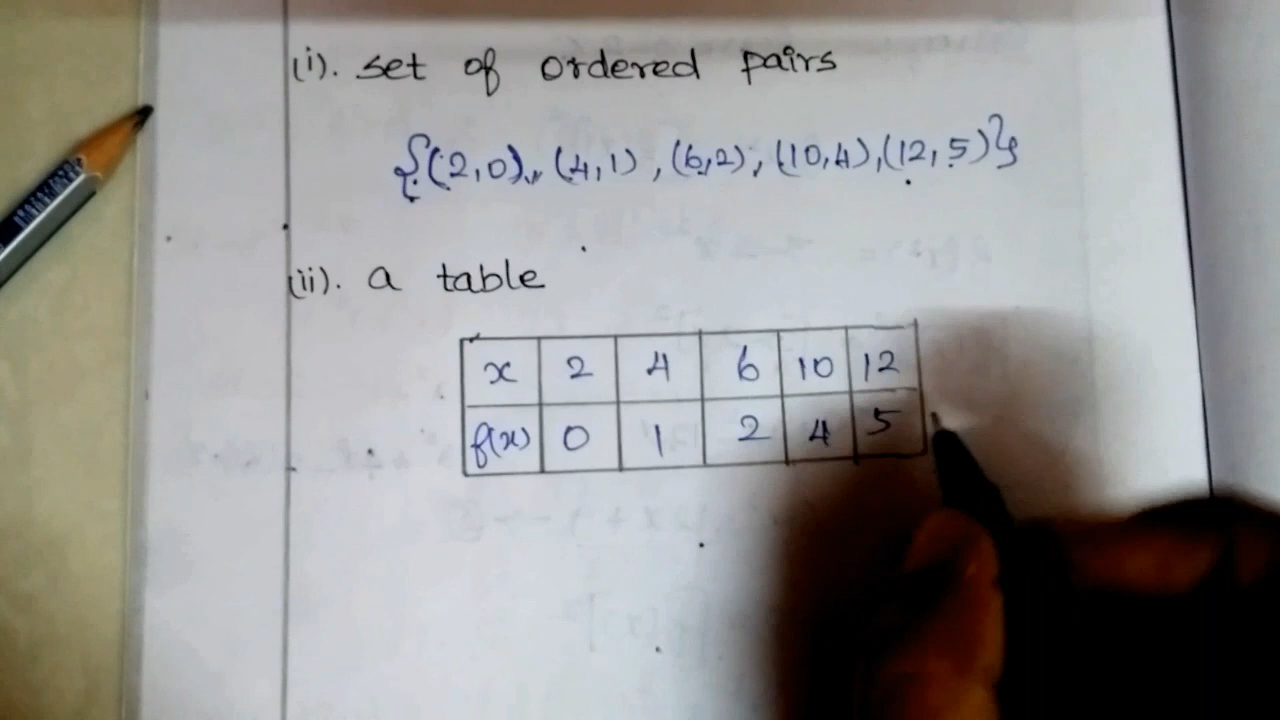 (i). set of ordered pairs
{(2,0), (4,1), (6,2), (10,4), (12,5)}
(ii). a table
x 2 4 6 10 12
f(x) 0 1 2 4 5